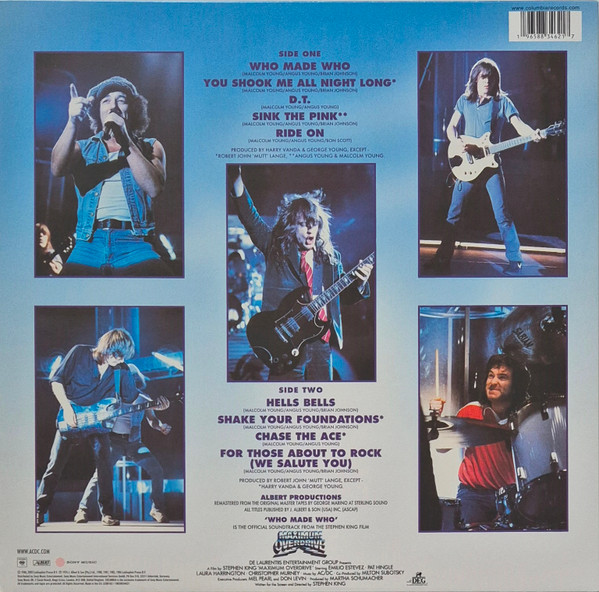 www.columbiarecords.com
SIDE ONE
WHO MADE WHO
(MALCOLM YOUNG/ANGUS YOUNG/BRIAN JOHNSON)
YOU SHOOK ME ALL NIGHT LONG*
(MALCOLM YOUNG/ANGUS YOUNG/BRIAN JOHNSON)
D.T.
(MALCOLM YOUNG/ANGUS YOUNG)
SINK THE PINK**
(MALCOLM YOUNG/ANGUS YOUNG/BRIAN JOHNSON)
RIDE ON
(MALCOLM YOUNG/ANGUS YOUNG/BON SCOTT)
PRODUCED BY HARRY VANDA & GEORGE YOUNG, EXCEPT -
*ROBERT JOHN 'MUTT' LANGE, **ANGUS YOUNG & MALCOLM YOUNG.
SIDE TWO
HELLS BELLS
(MALCOLM YOUNG/ANGUS YOUNG/BRIAN JOHNSON)
SHAKE YOUR FOUNDATIONS*
(MALCOLM YOUNG/ANGUS YOUNG/BRIAN JOHNSON)
CHASE THE ACE*
(MALCOLM YOUNG/ANGUS YOUNG)
FOR THOSE ABOUT TO ROCK
(WE SALUTE YOU)
(MALCOLM YOUNG/ANGUS YOUNG/BRIAN JOHNSON)
PRODUCED BY ROBERT JOHN 'MUTT' LANGE, EXCEPT -
*HARRY VANDA & GEORGE YOUNG.
ALBERT PRODUCTIONS
REMASTERED FROM THE ORIGINAL MASTER TAPES BY GEORGE MARINO AT STERLING SOUND
ALL TITLES PUBLISHED BY J. ALBERT & SON (USA) INC. (ASCAP)
'WHO MADE WHO'
IS THE OFFICIAL SOUNDTRACK FROM THE STEPHEN KING FILM
MAXIMUM
OVERDRIVE
WWW.ACDC.COM
DE LAURENTIIS ENTERTAINMENT GROUP Presents
A film by STEPHEN KING 'MAXIMUM OVERDRIVE' Starring EMILIO ESTEVEZ PAT HINGLE
LAURA HARRINGTON CHRISTOPHER MURNEY Music by AC/DC Co-Produced by MILTON SUBOTSKY
Executive Producers MEL PEARL and DON LEVIN Produced by MARTHA SCHUMACHER
Written for the Screen and Directed by STEPHEN KING
DEG